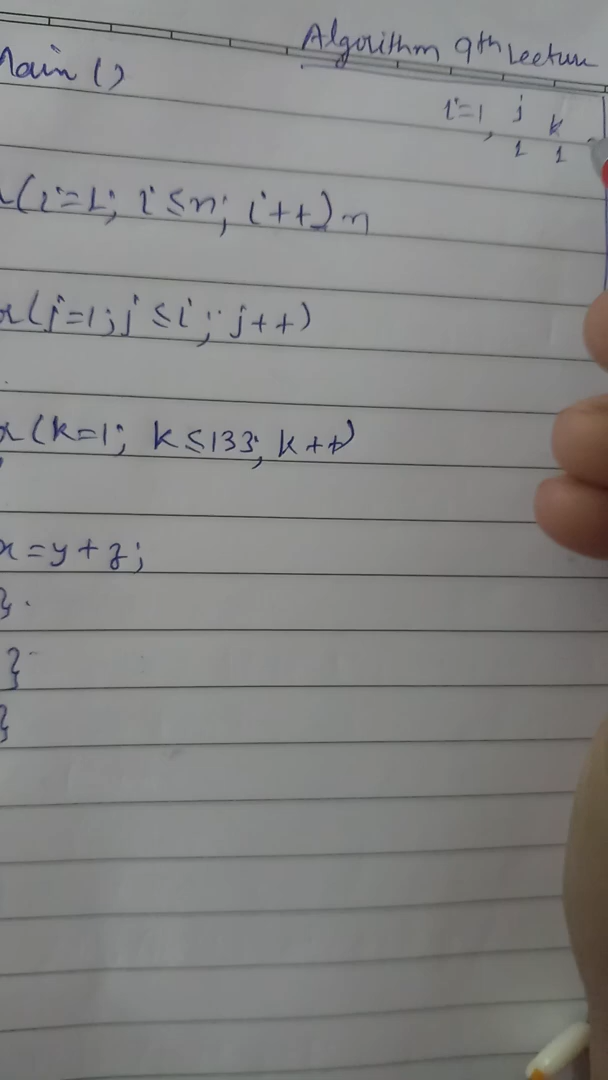 Algorithm 9th Lecture
Main ()
i=1, j k
1 1
(i=1; i≤n; i++) n
(j=1; j≤i; j++)
(k=1; k≤133; k++)
x=y+z;
}
}
}